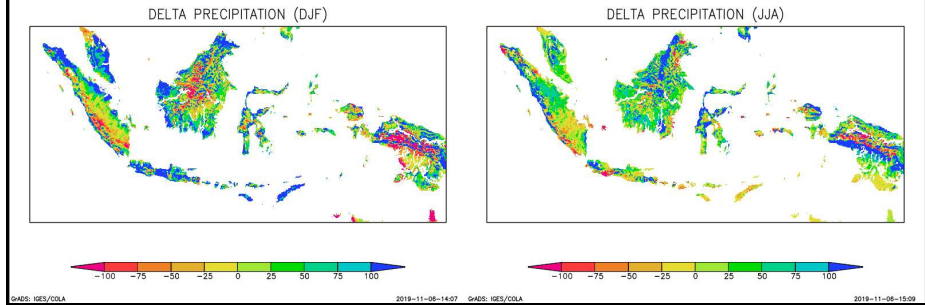 DELTA PRECIPITATION (DJF)
DELTA PRECIPITATION (JJA)
−100 −75 −50 −25 0 25 50 75 100
−100 −75 −50 −25 0 25 50 75 100
GrADS: IGES/COLA
2019−11−06−14:07
GrADS: IGES/COLA
2019−11−06−15:09